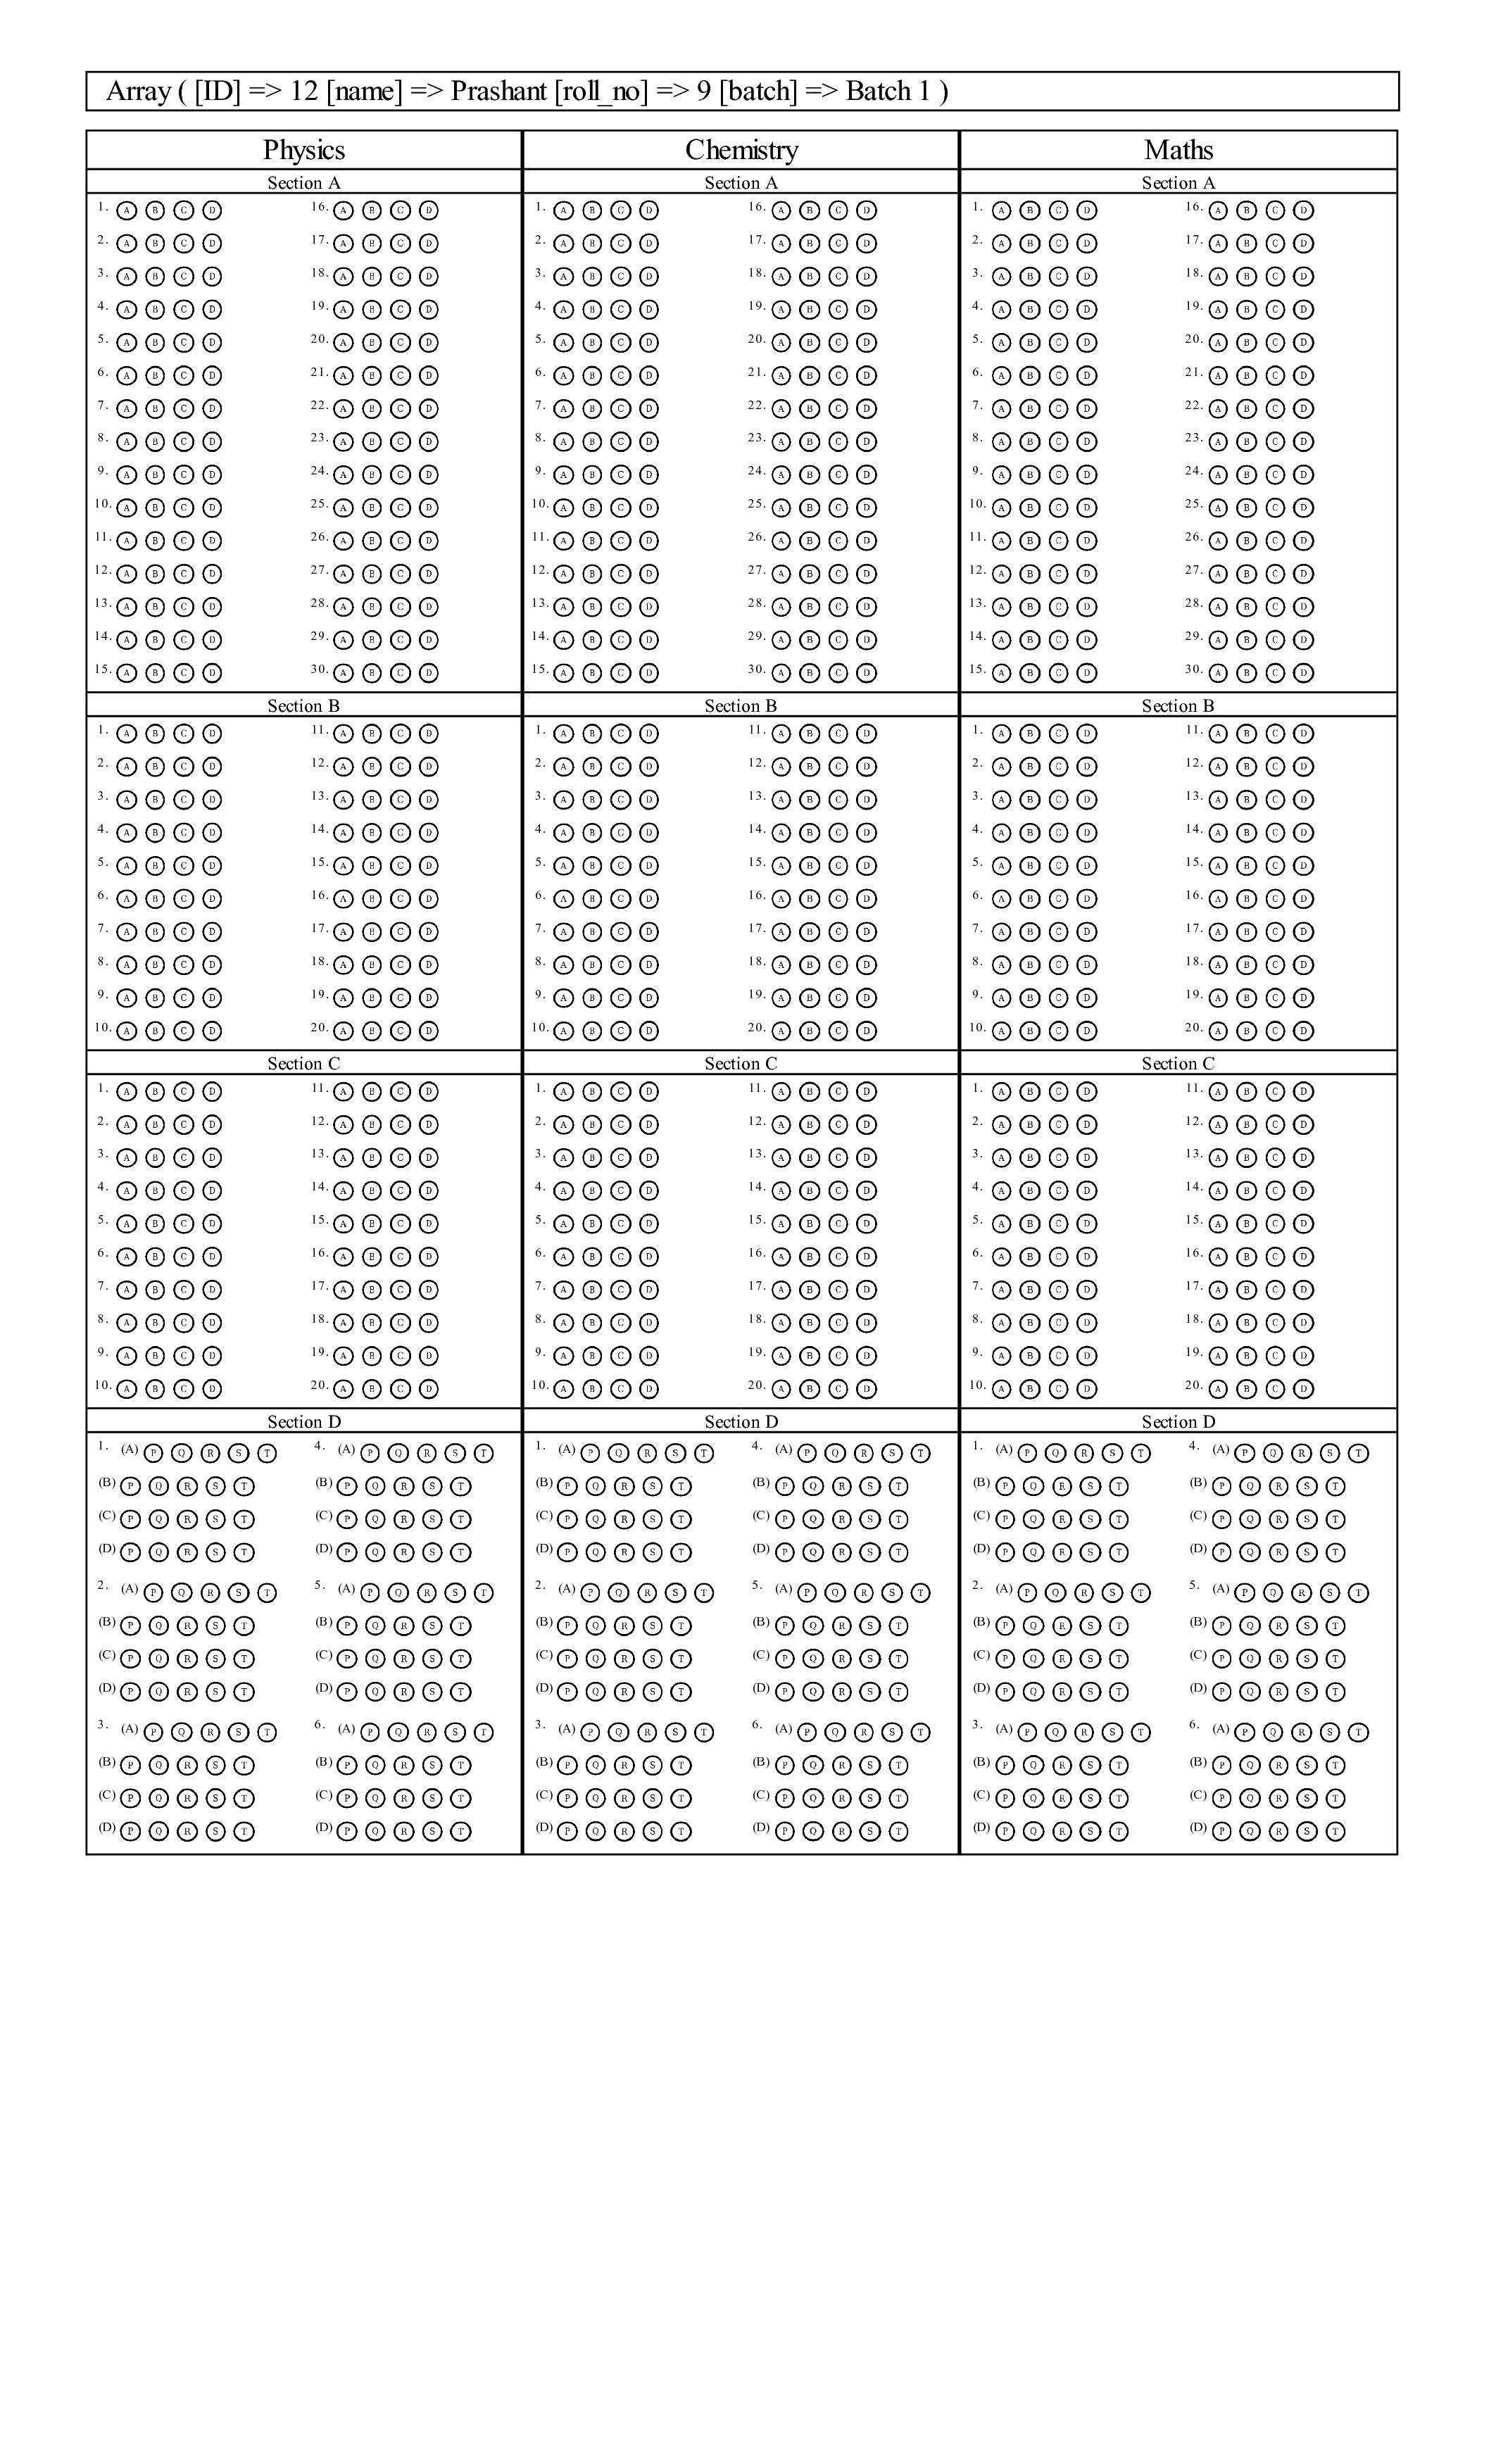 Array ( [ID] => 12 [name] => Prashant [roll_no] => 9 [batch] => Batch 1 )
Physics Chemistry Maths
Section A Section A Section A
1. A B C D 16. A B C D 1. A B C D 16. A B C D 1. A B C D 16. A B C D
2. A B C D 17. A B C D 2. A B C D 17. A B C D 2. A B C D 17. A B C D
3. A B C D 18. A B C D 3. A B C D 18. A B C D 3. A B C D 18. A B C D
4. A B C D 19. A B C D 4. A B C D 19. A B C D 4. A B C D 19. A B C D
5. A B C D 20. A B C D 5. A B C D 20. A B C D 5. A B C D 20. A B C D
6. A B C D 21. A B C D 6. A B C D 21. A B C D 6. A B C D 21. A B C D
7. A B C D 22. A B C D 7. A B C D 22. A B C D 7. A B C D 22. A B C D
8. A B C D 23. A B C D 8. A B C D 23. A B C D 8. A B C D 23. A B C D
9. A B C D 24. A B C D 9. A B C D 24. A B C D 9. A B C D 24. A B C D
10. A B C D 25. A B C D 10. A B C D 25. A B C D 10. A B C D 25. A B C D
11. A B C D 26. A B C D 11. A B C D 26. A B C D 11. A B C D 26. A B C D
12. A B C D 27. A B C D 12. A B C D 27. A B C D 12. A B C D 27. A B C D
13. A B C D 28. A B C D 13. A B C D 28. A B C D 13. A B C D 28. A B C D
14. A B C D 29. A B C D 14. A B C D 29. A B C D 14. A B C D 29. A B C D
15. A B C D 30. A B C D 15. A B C D 30. A B C D 15. A B C D 30. A B C D
Section B Section B Section B
1. A B C D 11. A B C D 1. A B C D 11. A B C D 1. A B C D 11. A B C D
2. A B C D 12. A B C D 2. A B C D 12. A B C D 2. A B C D 12. A B C D
3. A B C D 13. A B C D 3. A B C D 13. A B C D 3. A B C D 13. A B C D
4. A B C D 14. A B C D 4. A B C D 14. A B C D 4. A B C D 14. A B C D
5. A B C D 15. A B C D 5. A B C D 15. A B C D 5. A B C D 15. A B C D
6. A B C D 16. A B C D 6. A B C D 16. A B C D 6. A B C D 16. A B C D
7. A B C D 17. A B C D 7. A B C D 17. A B C D 7. A B C D 17. A B C D
8. A B C D 18. A B C D 8. A B C D 18. A B C D 8. A B C D 18. A B C D
9. A B C D 19. A B C D 9. A B C D 19. A B C D 9. A B C D 19. A B C D
10. A B C D 20. A B C D 10. A B C D 20. A B C D 10. A B C D 20. A B C D
Section C Section C Section C
1. A B C D 11. A B C D 1. A B C D 11. A B C D 1. A B C D 11. A B C D
2. A B C D 12. A B C D 2. A B C D 12. A B C D 2. A B C D 12. A B C D
3. A B C D 13. A B C D 3. A B C D 13. A B C D 3. A B C D 13. A B C D
4. A B C D 14. A B C D 4. A B C D 14. A B C D 4. A B C D 14. A B C D
5. A B C D 15. A B C D 5. A B C D 15. A B C D 5. A B C D 15. A B C D
6. A B C D 16. A B C D 6. A B C D 16. A B C D 6. A B C D 16. A B C D
7. A B C D 17. A B C D 7. A B C D 17. A B C D 7. A B C D 17. A B C D
8. A B C D 18. A B C D 8. A B C D 18. A B C D 8. A B C D 18. A B C D
9. A B C D 19. A B C D 9. A B C D 19. A B C D 9. A B C D 19. A B C D
10. A B C D 20. A B C D 10. A B C D 20. A B C D 10. A B C D 20. A B C D
Section D Section D Section D
1. (A) P Q R S T 4. (A) P Q R S T 1. (A) P Q R S T 4. (A) P Q R S T 1. (A) P Q R S T 4. (A) P Q R S T
(B) P Q R S T (B) P Q R S T (B) P Q R S T (B) P Q R S T (B) P Q R S T (B) P Q R S T
(C) P Q R S T (C) P Q R S T (C) P Q R S T (C) P Q R S T (C) P Q R S T (C) P Q R S T
(D) P Q R S T (D) P Q R S T (D) P Q R S T (D) P Q R S T (D) P Q R S T (D) P Q R S T
2. (A) P Q R S T 5. (A) P Q R S T 2. (A) P Q R S T 5. (A) P Q R S T 2. (A) P Q R S T 5. (A) P Q R S T
(B) P Q R S T (B) P Q R S T (B) P Q R S T (B) P Q R S T (B) P Q R S T (B) P Q R S T
(C) P Q R S T (C) P Q R S T (C) P Q R S T (C) P Q R S T (C) P Q R S T (C) P Q R S T
(D) P Q R S T (D) P Q R S T (D) P Q R S T (D) P Q R S T (D) P Q R S T (D) P Q R S T
3. (A) P Q R S T 6. (A) P Q R S T 3. (A) P Q R S T 6. (A) P Q R S T 3. (A) P Q R S T 6. (A) P Q R S T
(B) P Q R S T (B) P Q R S T (B) P Q R S T (B) P Q R S T (B) P Q R S T (B) P Q R S T
(C) P Q R S T (C) P Q R S T (C) P Q R S T (C) P Q R S T (C) P Q R S T (C) P Q R S T
(D) P Q R S T (D) P Q R S T (D) P Q R S T (D) P Q R S T (D) P Q R S T (D) P Q R S T